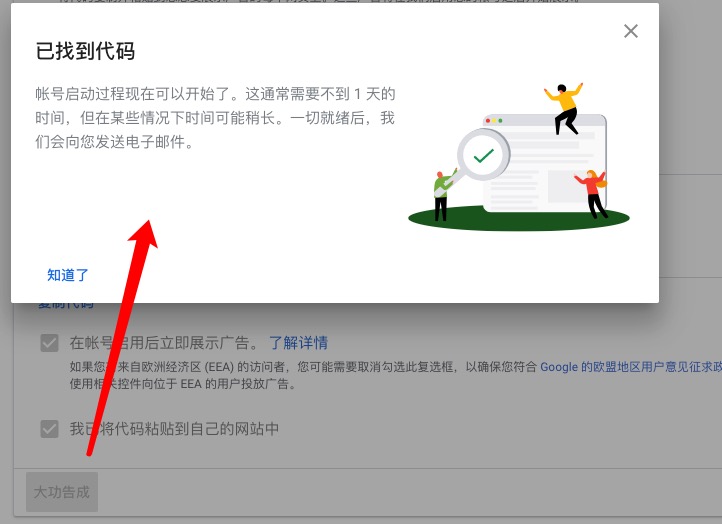 已找到代码
帐号启动过程现在可以开始了。这通常需要不到 1 天的
时间，但在某些情况下时间可能稍长。一切就绪后，我
们会向您发送电子邮件。
知道了
复制代码
在帐号启用后立即展示广告。 了解详情
如果您有来自欧洲经济区 (EEA) 的访问者，您可能需要取消勾选此复选框，以确保您符合 Google 的欧盟地区用户意见征求政
使用相关控件向位于 EEA 的用户投放广告。
我已将代码粘贴到自己的网站中
大功告成